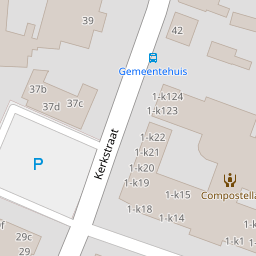 39
42
Gemeentehuis
37b
37c
37d
1-k124
1-k123
Kerkstraat
1-k22
1-k21
1-k20
1-k19
P
1-k15
Compostella
1-k18
1-k14
29c
29
1-k1
1-k